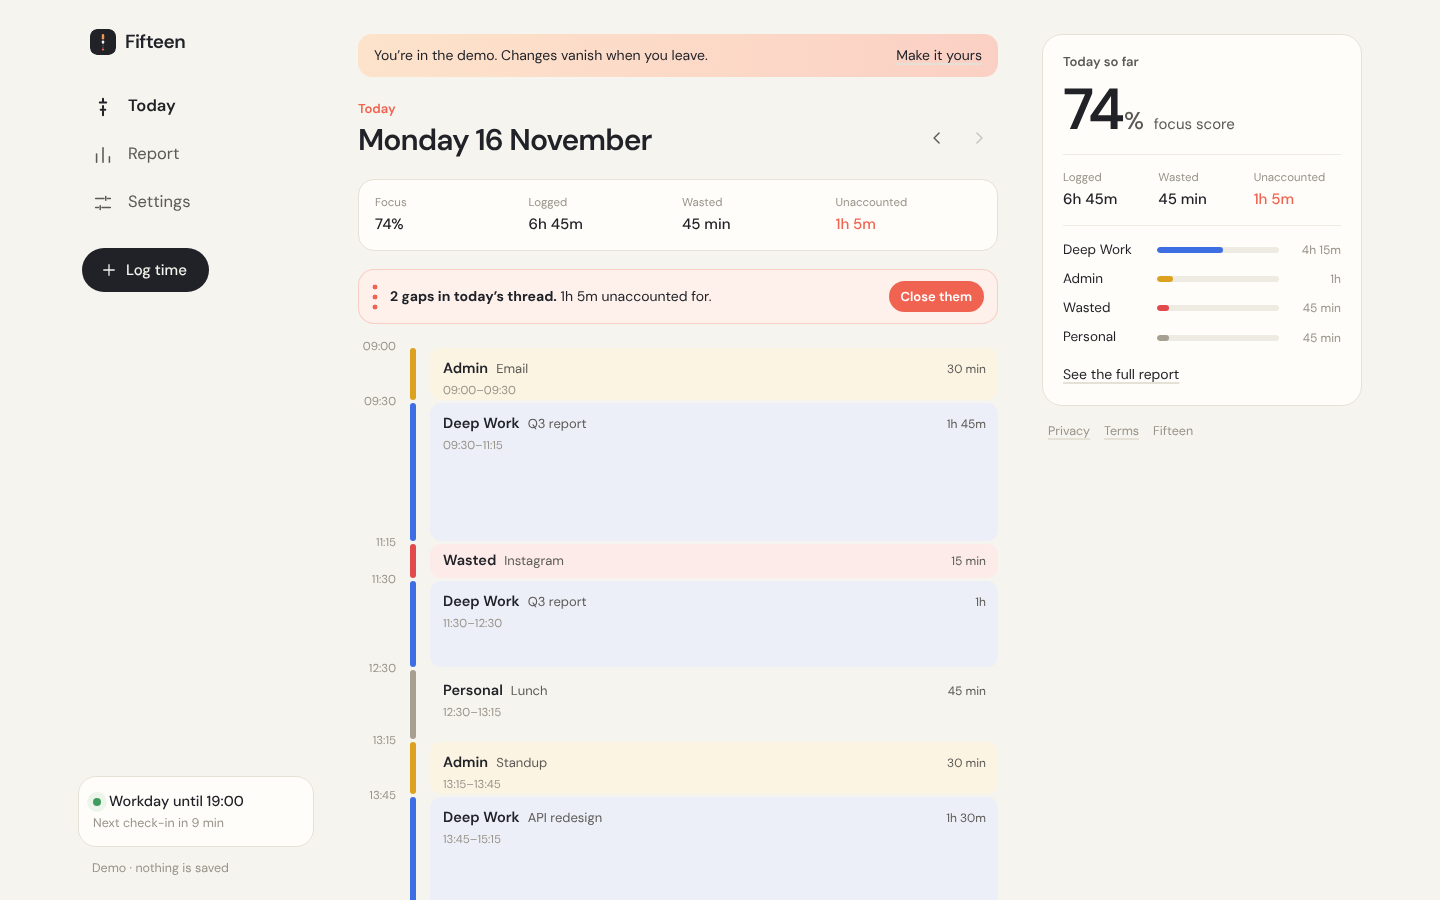 Fifteen
Today
Report
Settings
+ Log time
Workday until 19:00
Next check-in in 9 min
Demo · nothing is saved
You’re in the demo. Changes vanish when you leave.
Make it yours
Today
Monday 16 November
Focus
74%
Logged
6h 45m
Wasted
45 min
Unaccounted
1h 5m
2 gaps in today’s thread. 1h 5m unaccounted for.
Close them
09:00
Admin Email 30 min
09:00–09:30
09:30
Deep Work Q3 report 1h 45m
09:30–11:15
11:15
Wasted Instagram 15 min
11:30
Deep Work Q3 report 1h
11:30–12:30
12:30
Personal Lunch 45 min
12:30–13:15
13:15
Admin Standup 30 min
13:15–13:45
13:45
Deep Work API redesign 1h 30m
13:45–15:15
Today so far
74% focus score
Logged
6h 45m
Wasted
45 min
Unaccounted
1h 5m
Deep Work 4h 15m
Admin 1h
Wasted 45 min
Personal 45 min
See the full report
Privacy Terms Fifteen